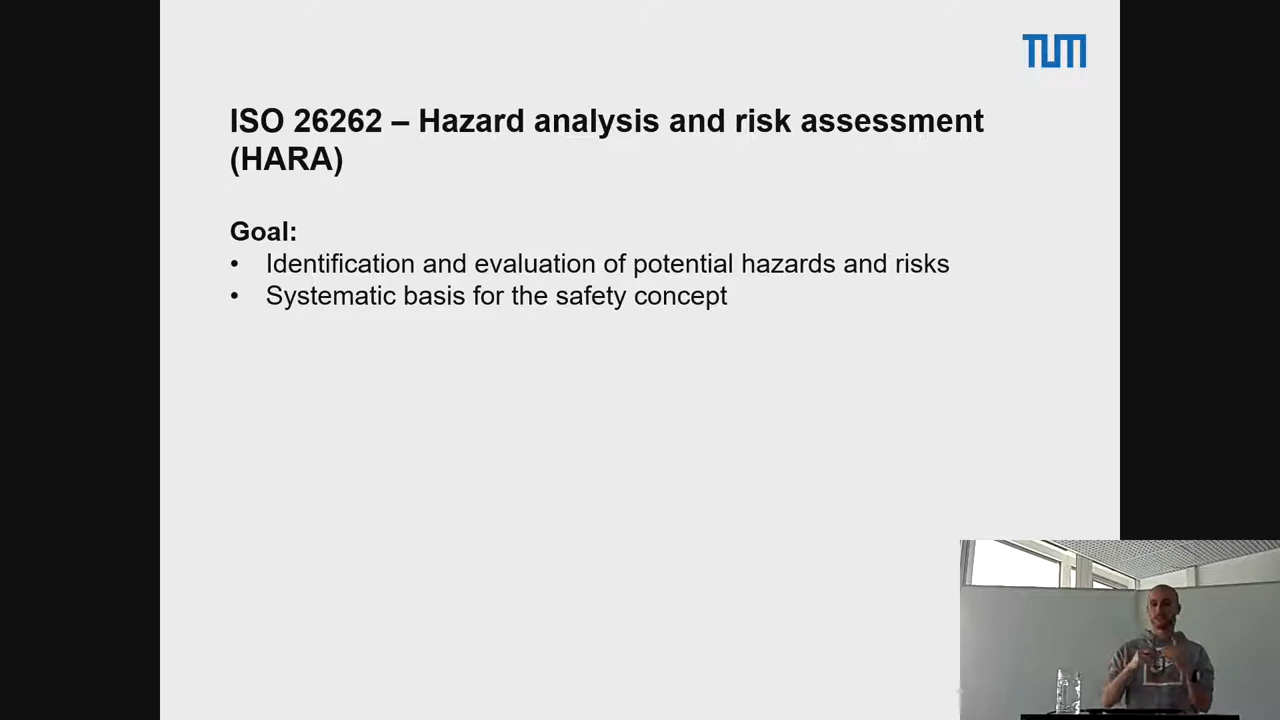 TUM
ISO 26262 – Hazard analysis and risk assessment
(HARA)
Goal:
• Identification and evaluation of potential hazards and risks
• Systematic basis for the safety concept